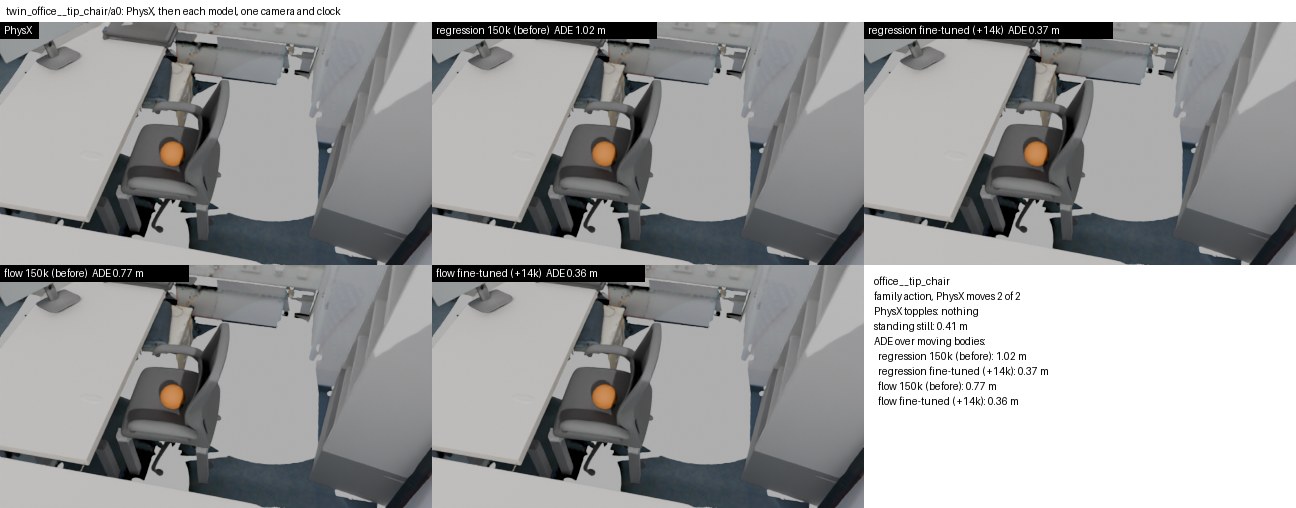 twin_office__tip_chair/a0: PhysX, then each model, one camera and clock
PhysX
regression 150k (before) ADE 1.02 m
regression fine-tuned (+14k) ADE 0.37 m
flow 150k (before) ADE 0.77 m
flow fine-tuned (+14k) ADE 0.36 m
office__tip_chair
family action, PhysX moves 2 of 2
PhysX topples: nothing
standing still: 0.41 m
ADE over moving bodies:
regression 150k (before): 1.02 m
regression fine-tuned (+14k): 0.37 m
flow 150k (before): 0.77 m
flow fine-tuned (+14k): 0.36 m